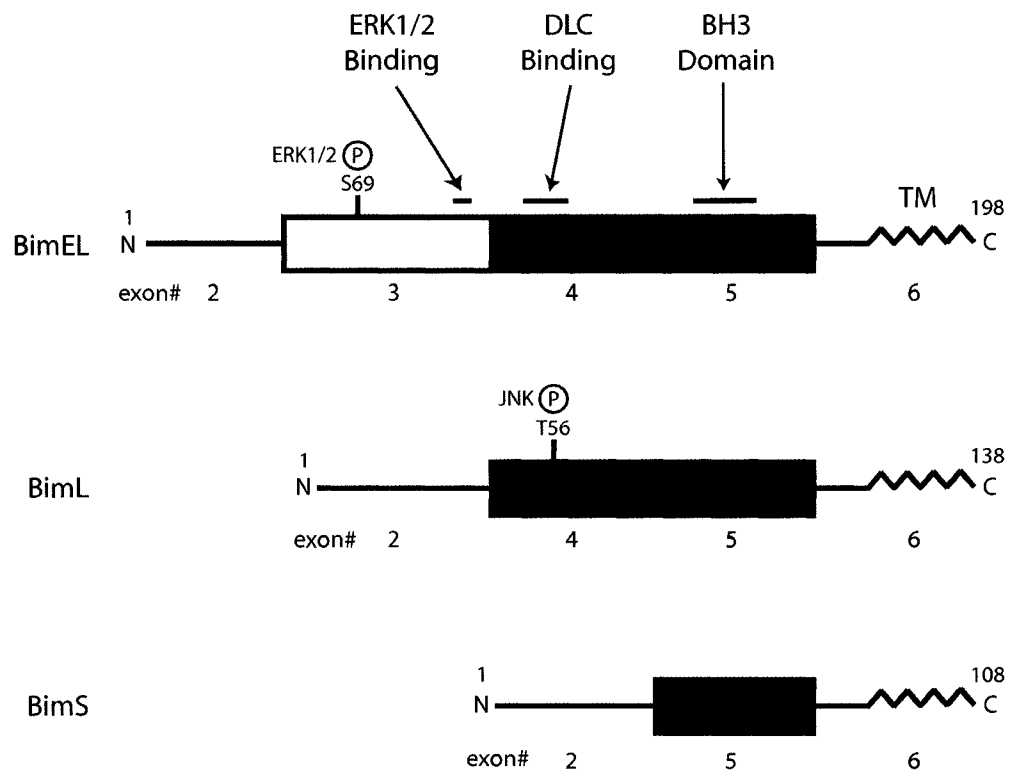 ERK1/2 Binding
DLC Binding
BH3 Domain
ERK1/2 P
S69
TM
BimEL 1 N 198 C
exon# 2 3 4 5 6
JNK P
T56
BimL 1 N 138 C
exon# 2 4 5 6
BimS 1 N 108 C
exon# 2 5 6